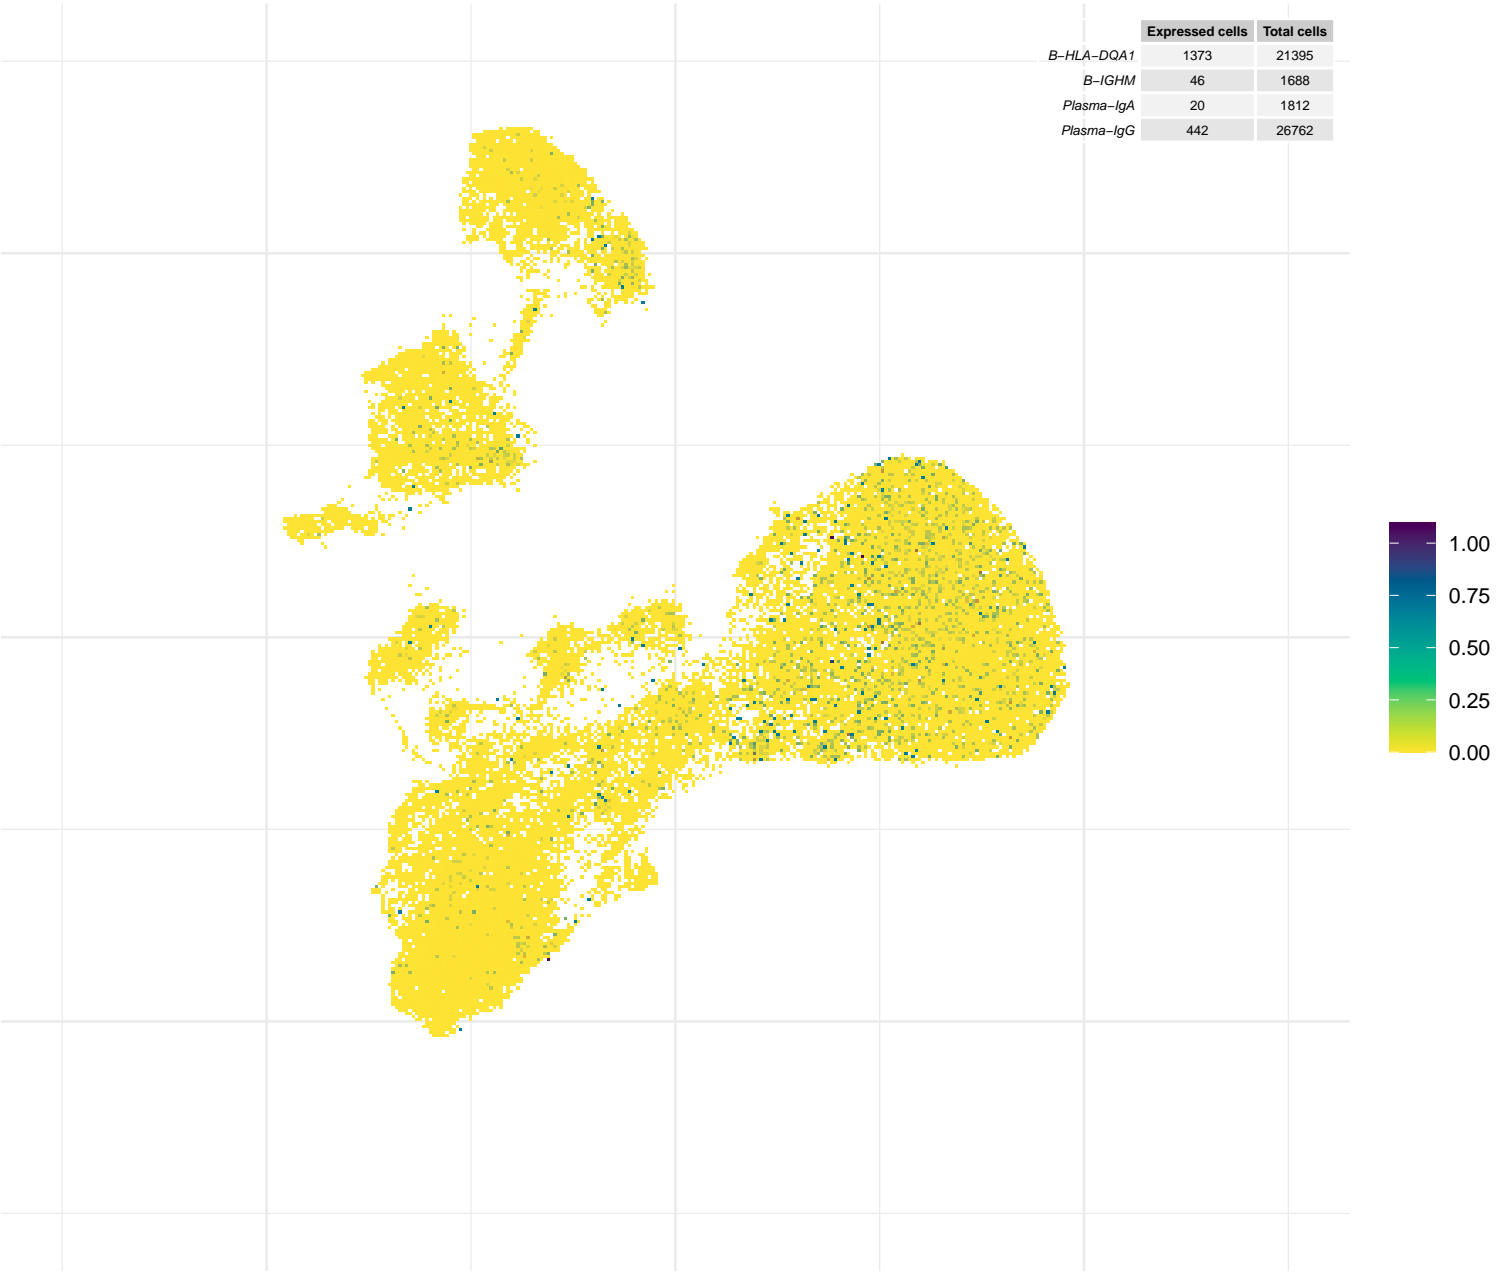 Expressed cells Total cells
B−HLA−DQA1 1373 21395
B−IGHM 46 1688
Plasma−IgA 20 1812
Plasma−IgG 442 26762
1.00
0.75
0.50
0.25
0.00